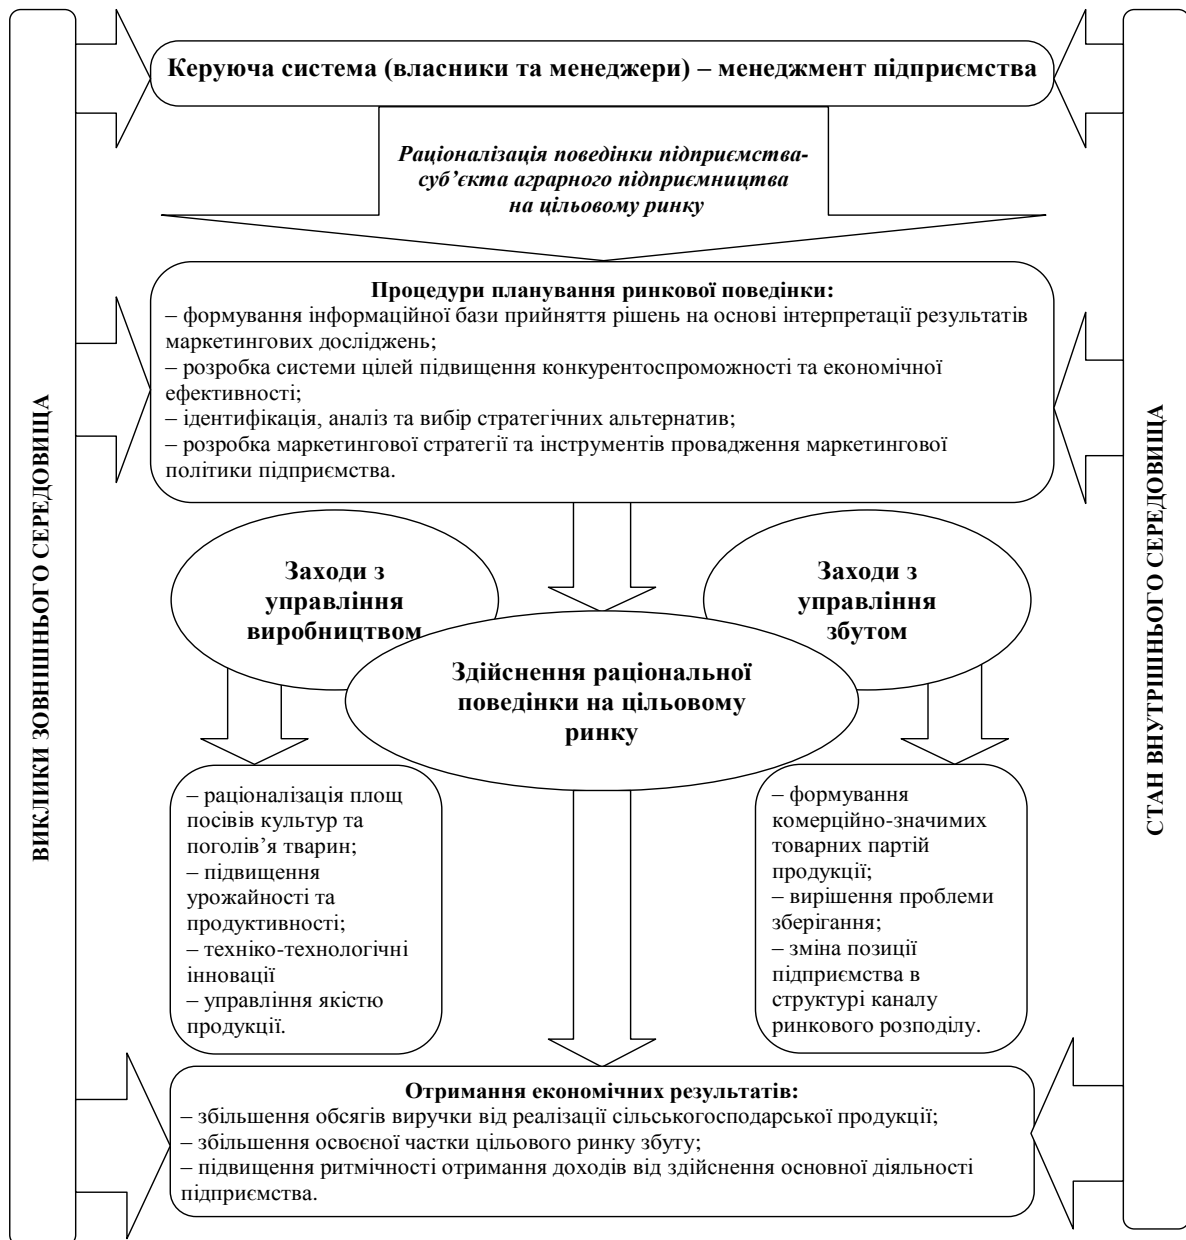 Керуюча система (власники та менеджери) – менеджмент підприємства
Раціоналізація поведінки підприємства-
суб’єкта аграрного підприємництва
на цільовому ринку
Процедури планування ринкової поведінки:
– формування інформаційної бази прийняття рішень на основі інтерпретації результатів
маркетингових досліджень;
– розробка системи цілей підвищення конкурентоспроможності та економічної
ефективності;
– ідентифікація, аналіз та вибір стратегічних альтернатив;
– розробка маркетингової стратегії та інструментів провадження маркетингової
політики підприємства.
ВИКЛИКИ ЗОВНІШНЬОГО СЕРЕДОВИЩА
СТАН ВНУТРІШНЬОГО СЕРЕДОВИЩА
Заходи з
управління
виробництвом
Заходи з
управління
збутом
Здійснення раціональної
поведінки на цільовому
ринку
– раціоналізація площ
посівів культур та
поголів’я тварин;
– підвищення
урожайності та
продуктивності;
– техніко-технологічні
інновації
– управління якістю
продукції.
– формування
комерційно-значимих
товарних партій
продукції;
– вирішення проблеми
зберігання;
– зміна позиції
підприємства в
структурі каналу
ринкового розподілу.
Отримання економічних результатів:
– збільшення обсягів виручки від реалізації сільськогосподарської продукції;
– збільшення освоєної частки цільового ринку збуту;
– підвищення ритмічності отримання доходів від здійснення основної діяльності
підприємства.